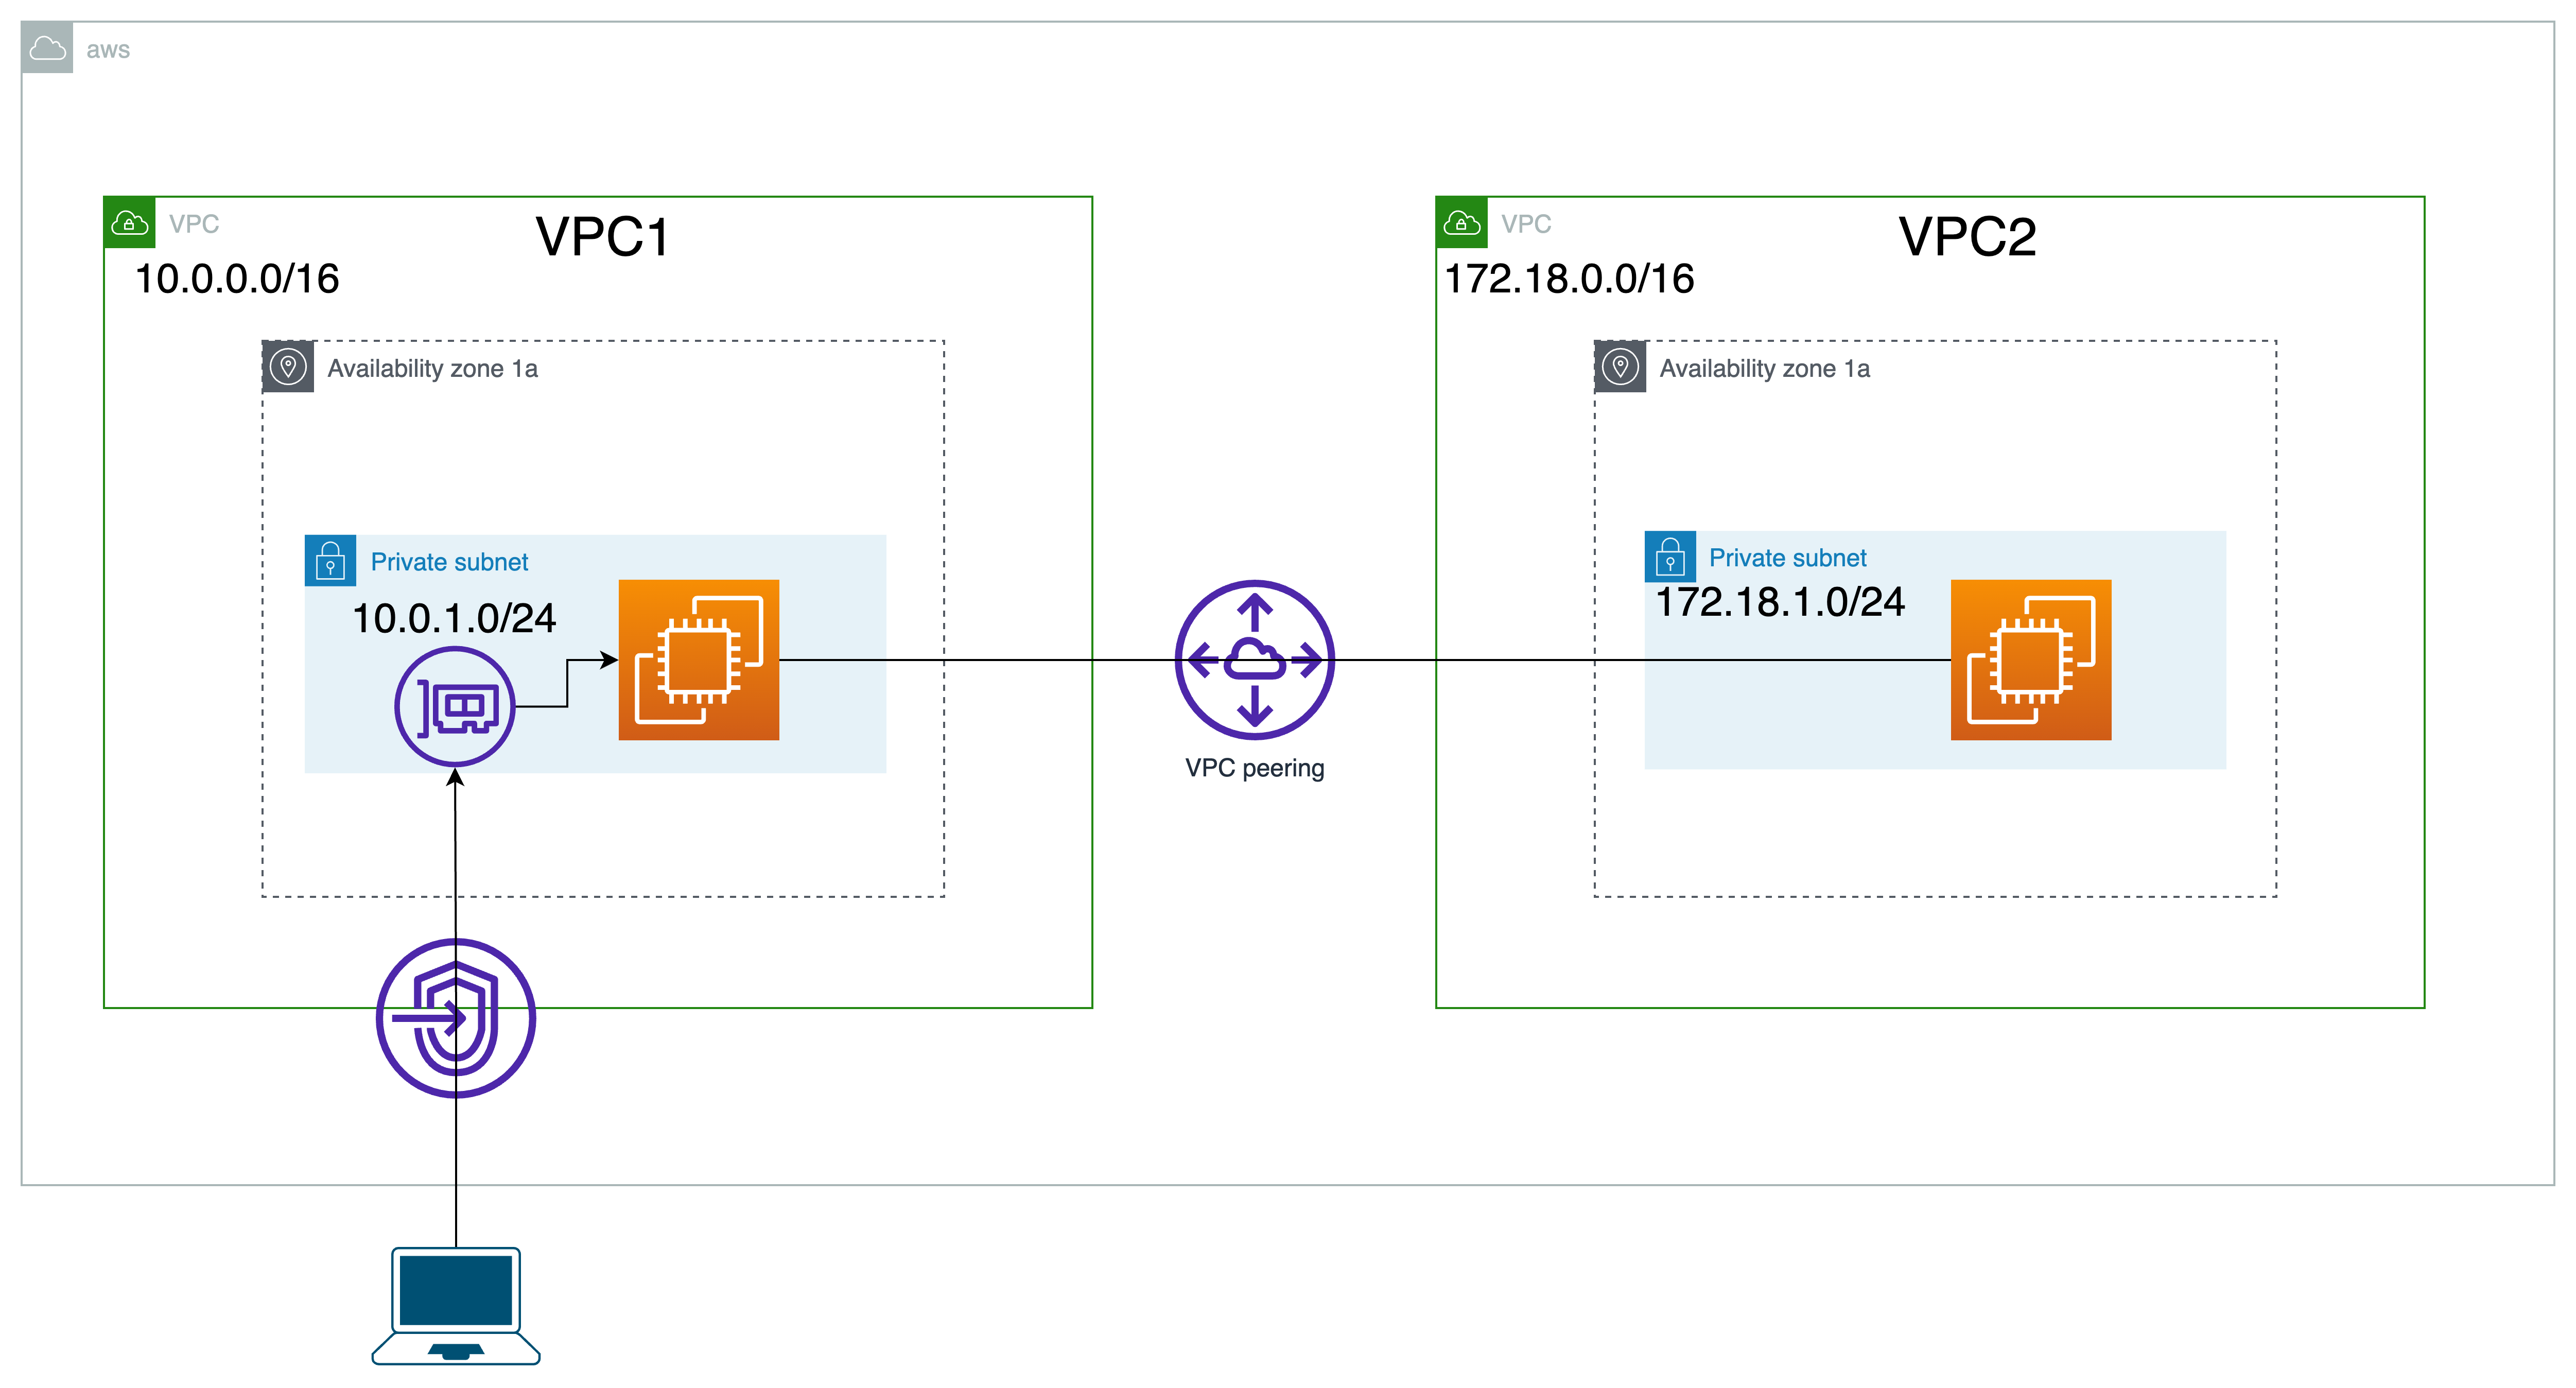 aws
VPC
VPC1
10.0.0.0/16
Availability zone 1a
Private subnet
10.0.1.0/24
VPC peering
VPC
VPC2
172.18.0.0/16
Availability zone 1a
Private subnet
172.18.1.0/24